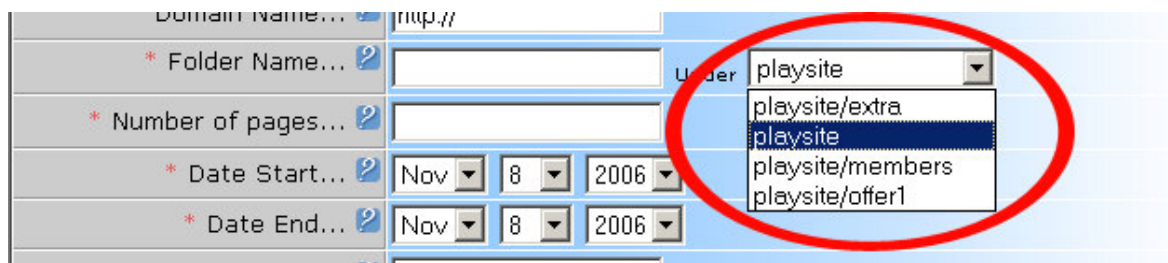 Domain Name... ? http://
* Folder Name... ? Under playsite
playsite/extra
* Number of pages... ? playsite
playsite/members
* Date Start... ? Nov 8 2006
playsite/offer1
* Date End... ? Nov 8 2006